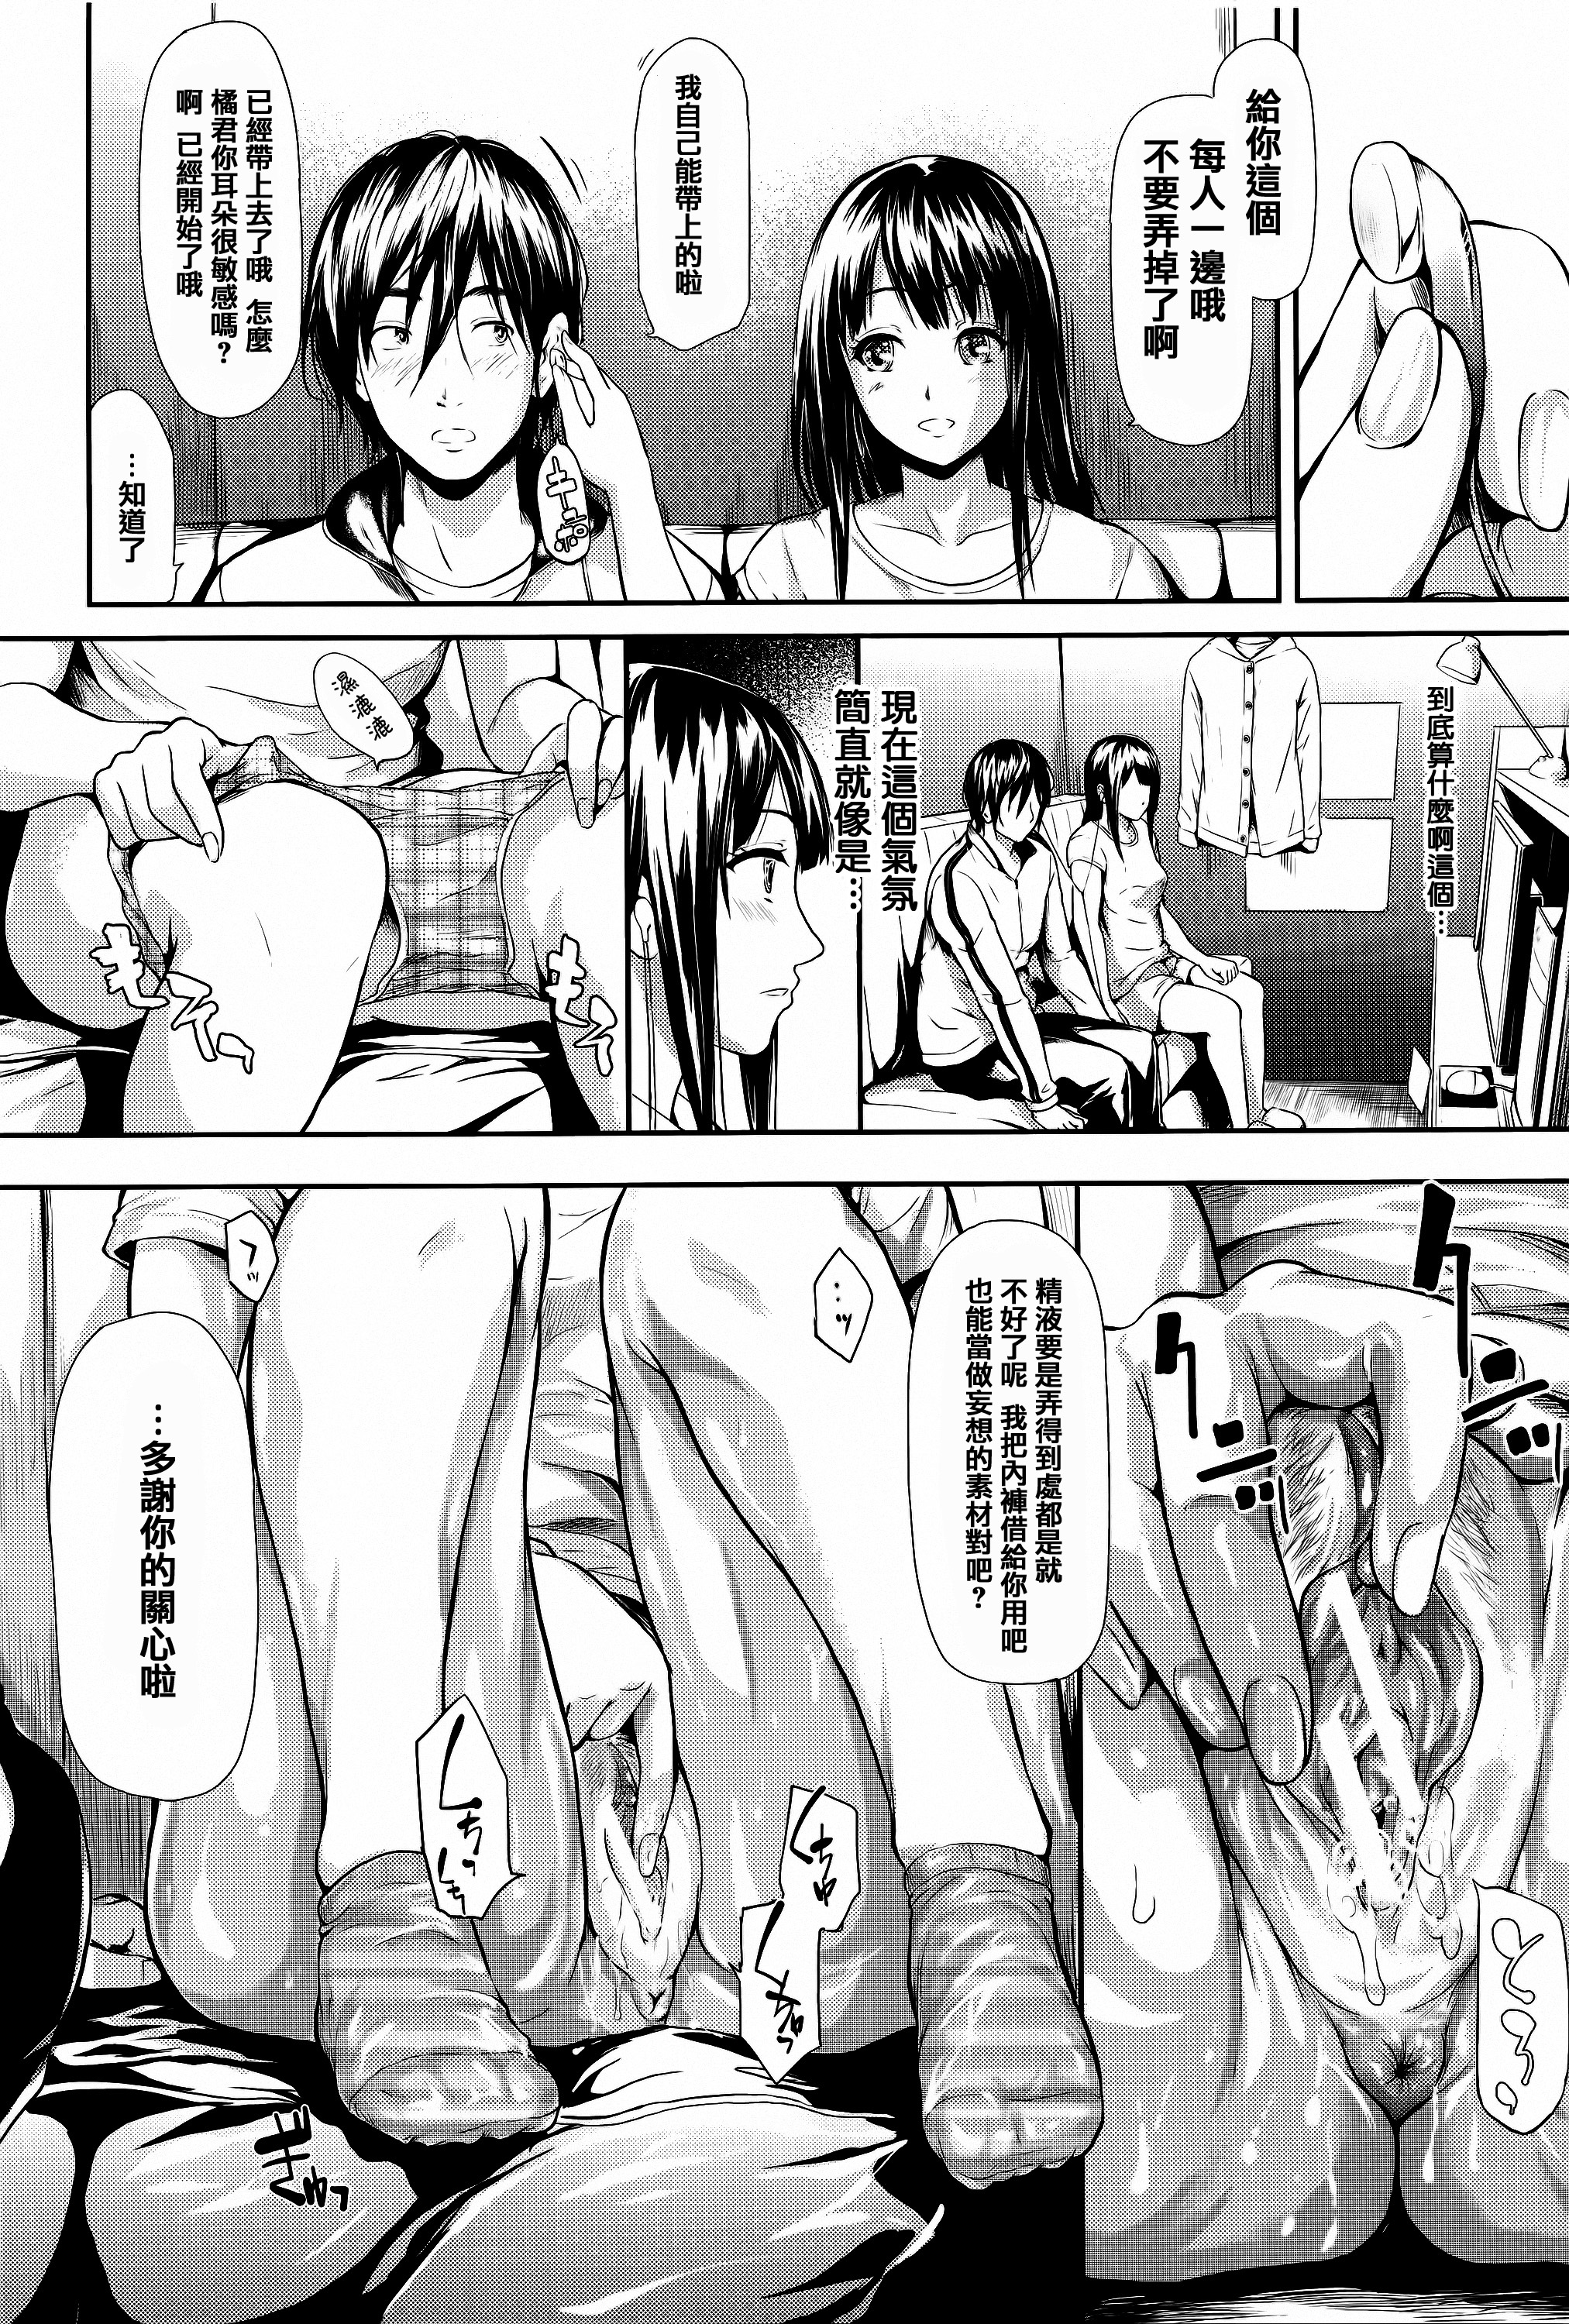 給你這個
每人一邊哦
不要弄掉了啊
我自己能帶上的啦
已經帶上去了哦 怎麼
橘君你耳朵很敏感嗎?
啊 已經開始了哦
…知道了
到底算什麼啊這個…
現在這個氣氛
簡直就像是…
濕漉漉
精液要是弄得到處都是就
不好了呢 我把內褲借給你用吧
也能當做妄想的素材對吧?
…ッ
フッ
…多謝你的關心啦